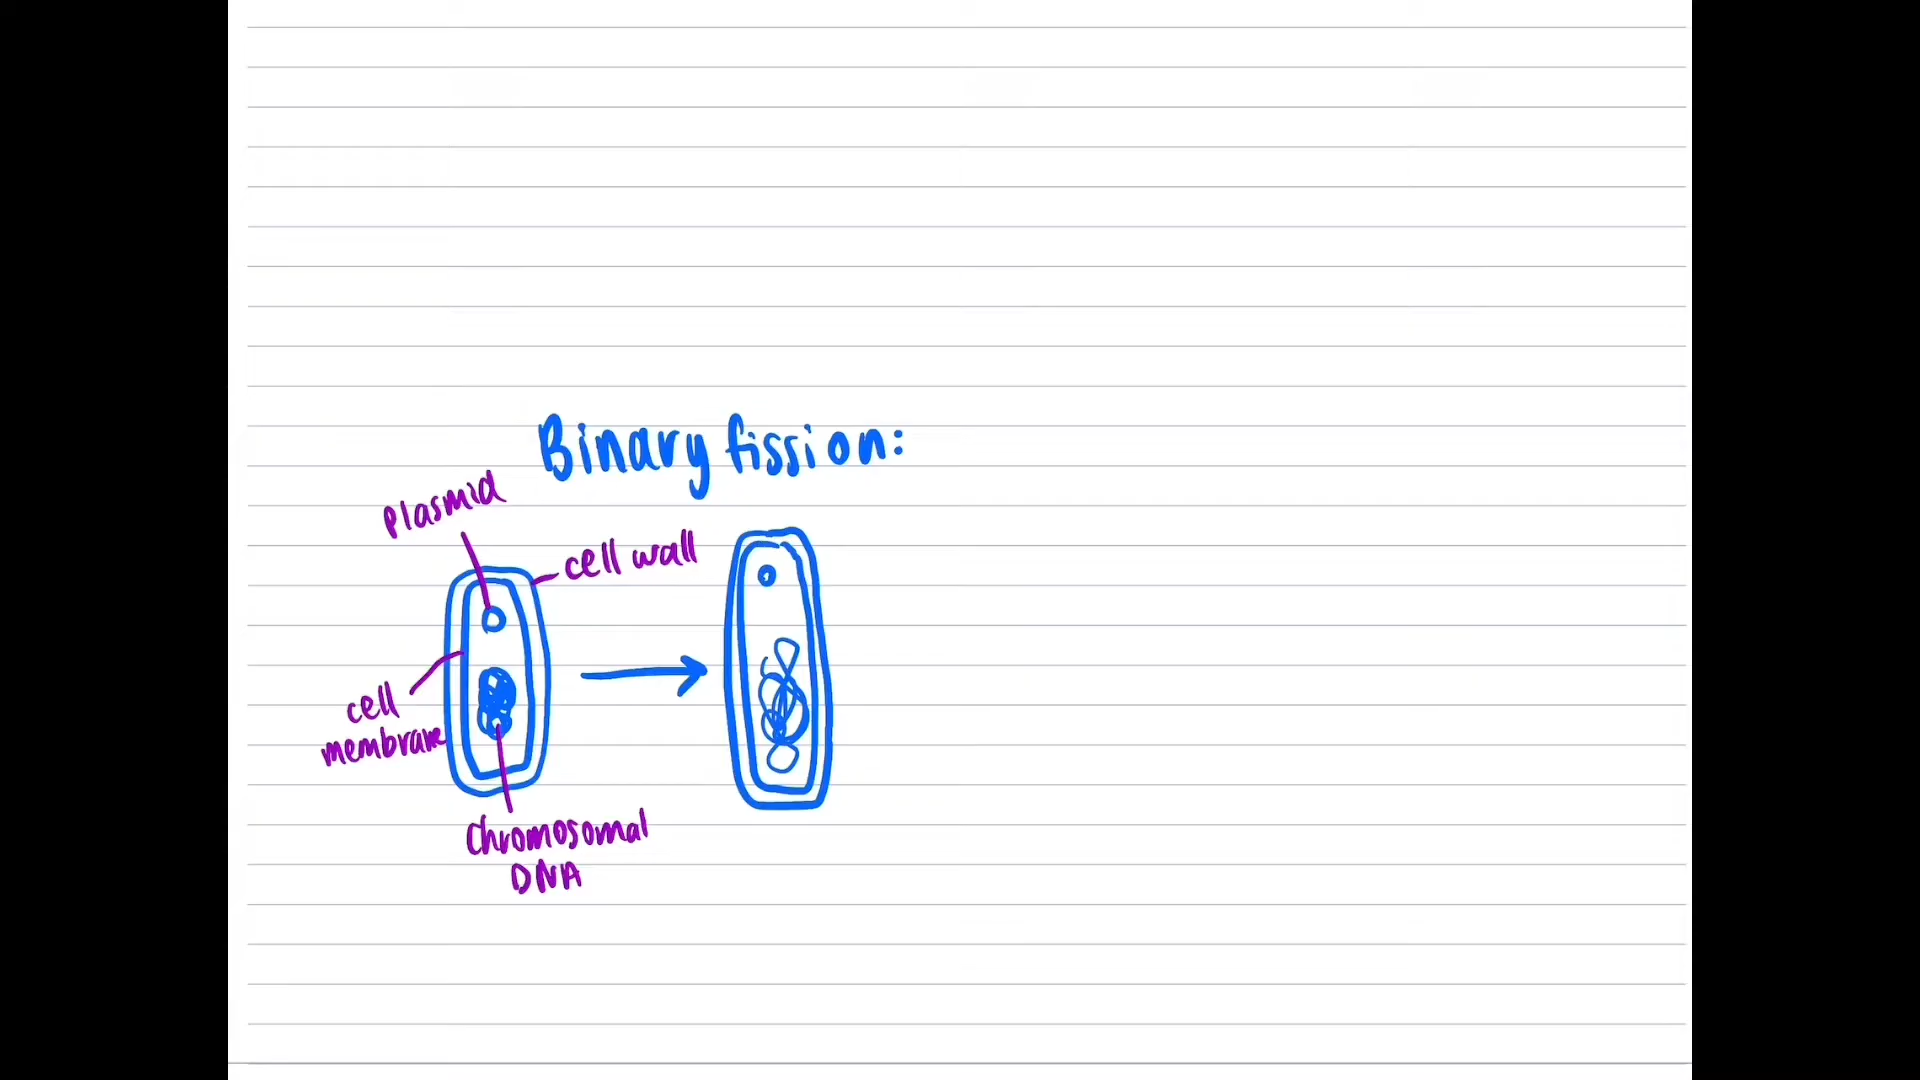 Binary fission:
plasmid
cell wall
cell
membrane
Chromosomal
DNA